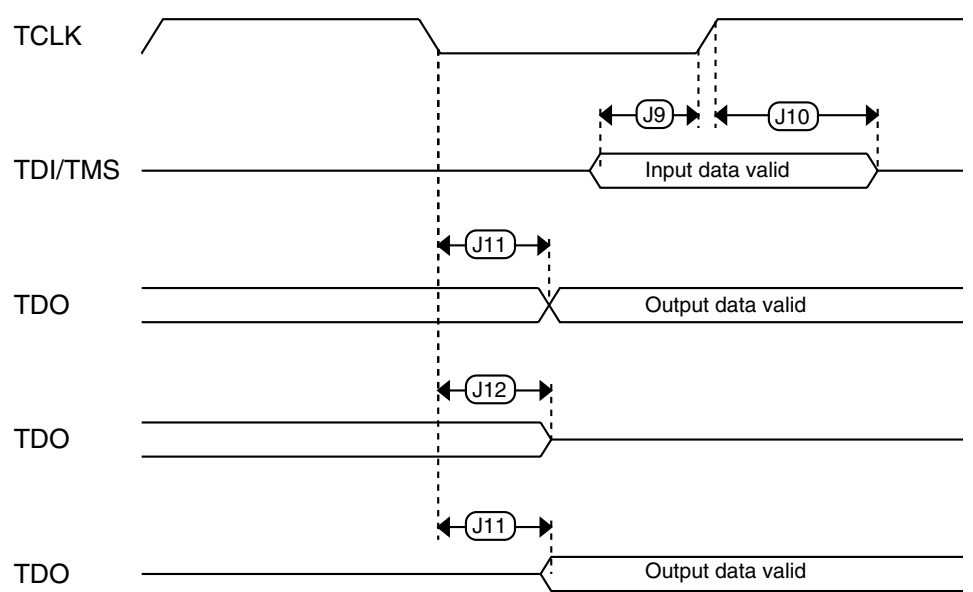 TCLK
J9
J10
TDI/TMS
Input data valid
J11
TDO
Output data valid
J12
TDO
J11
TDO
Output data valid